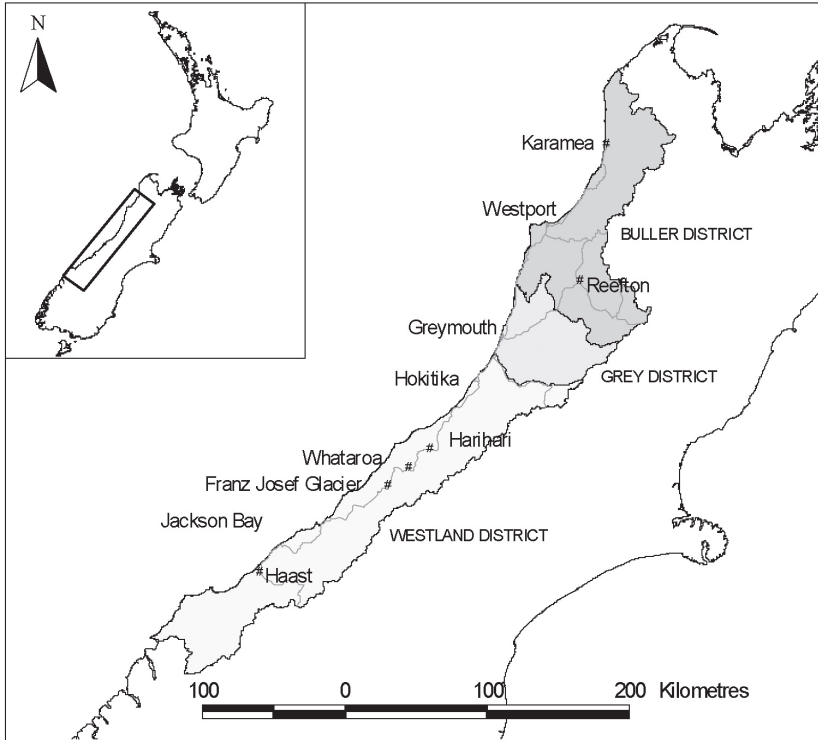 N
Karamea #
Westport
BULLER DISTRICT
# Reefton
Greymouth
Hokitika
GREY DISTRICT
# Harihari
Whataroa #
Franz Josef Glacier #
Jackson Bay
WESTLAND DISTRICT
# Haast
100 0 100 200 Kilometres